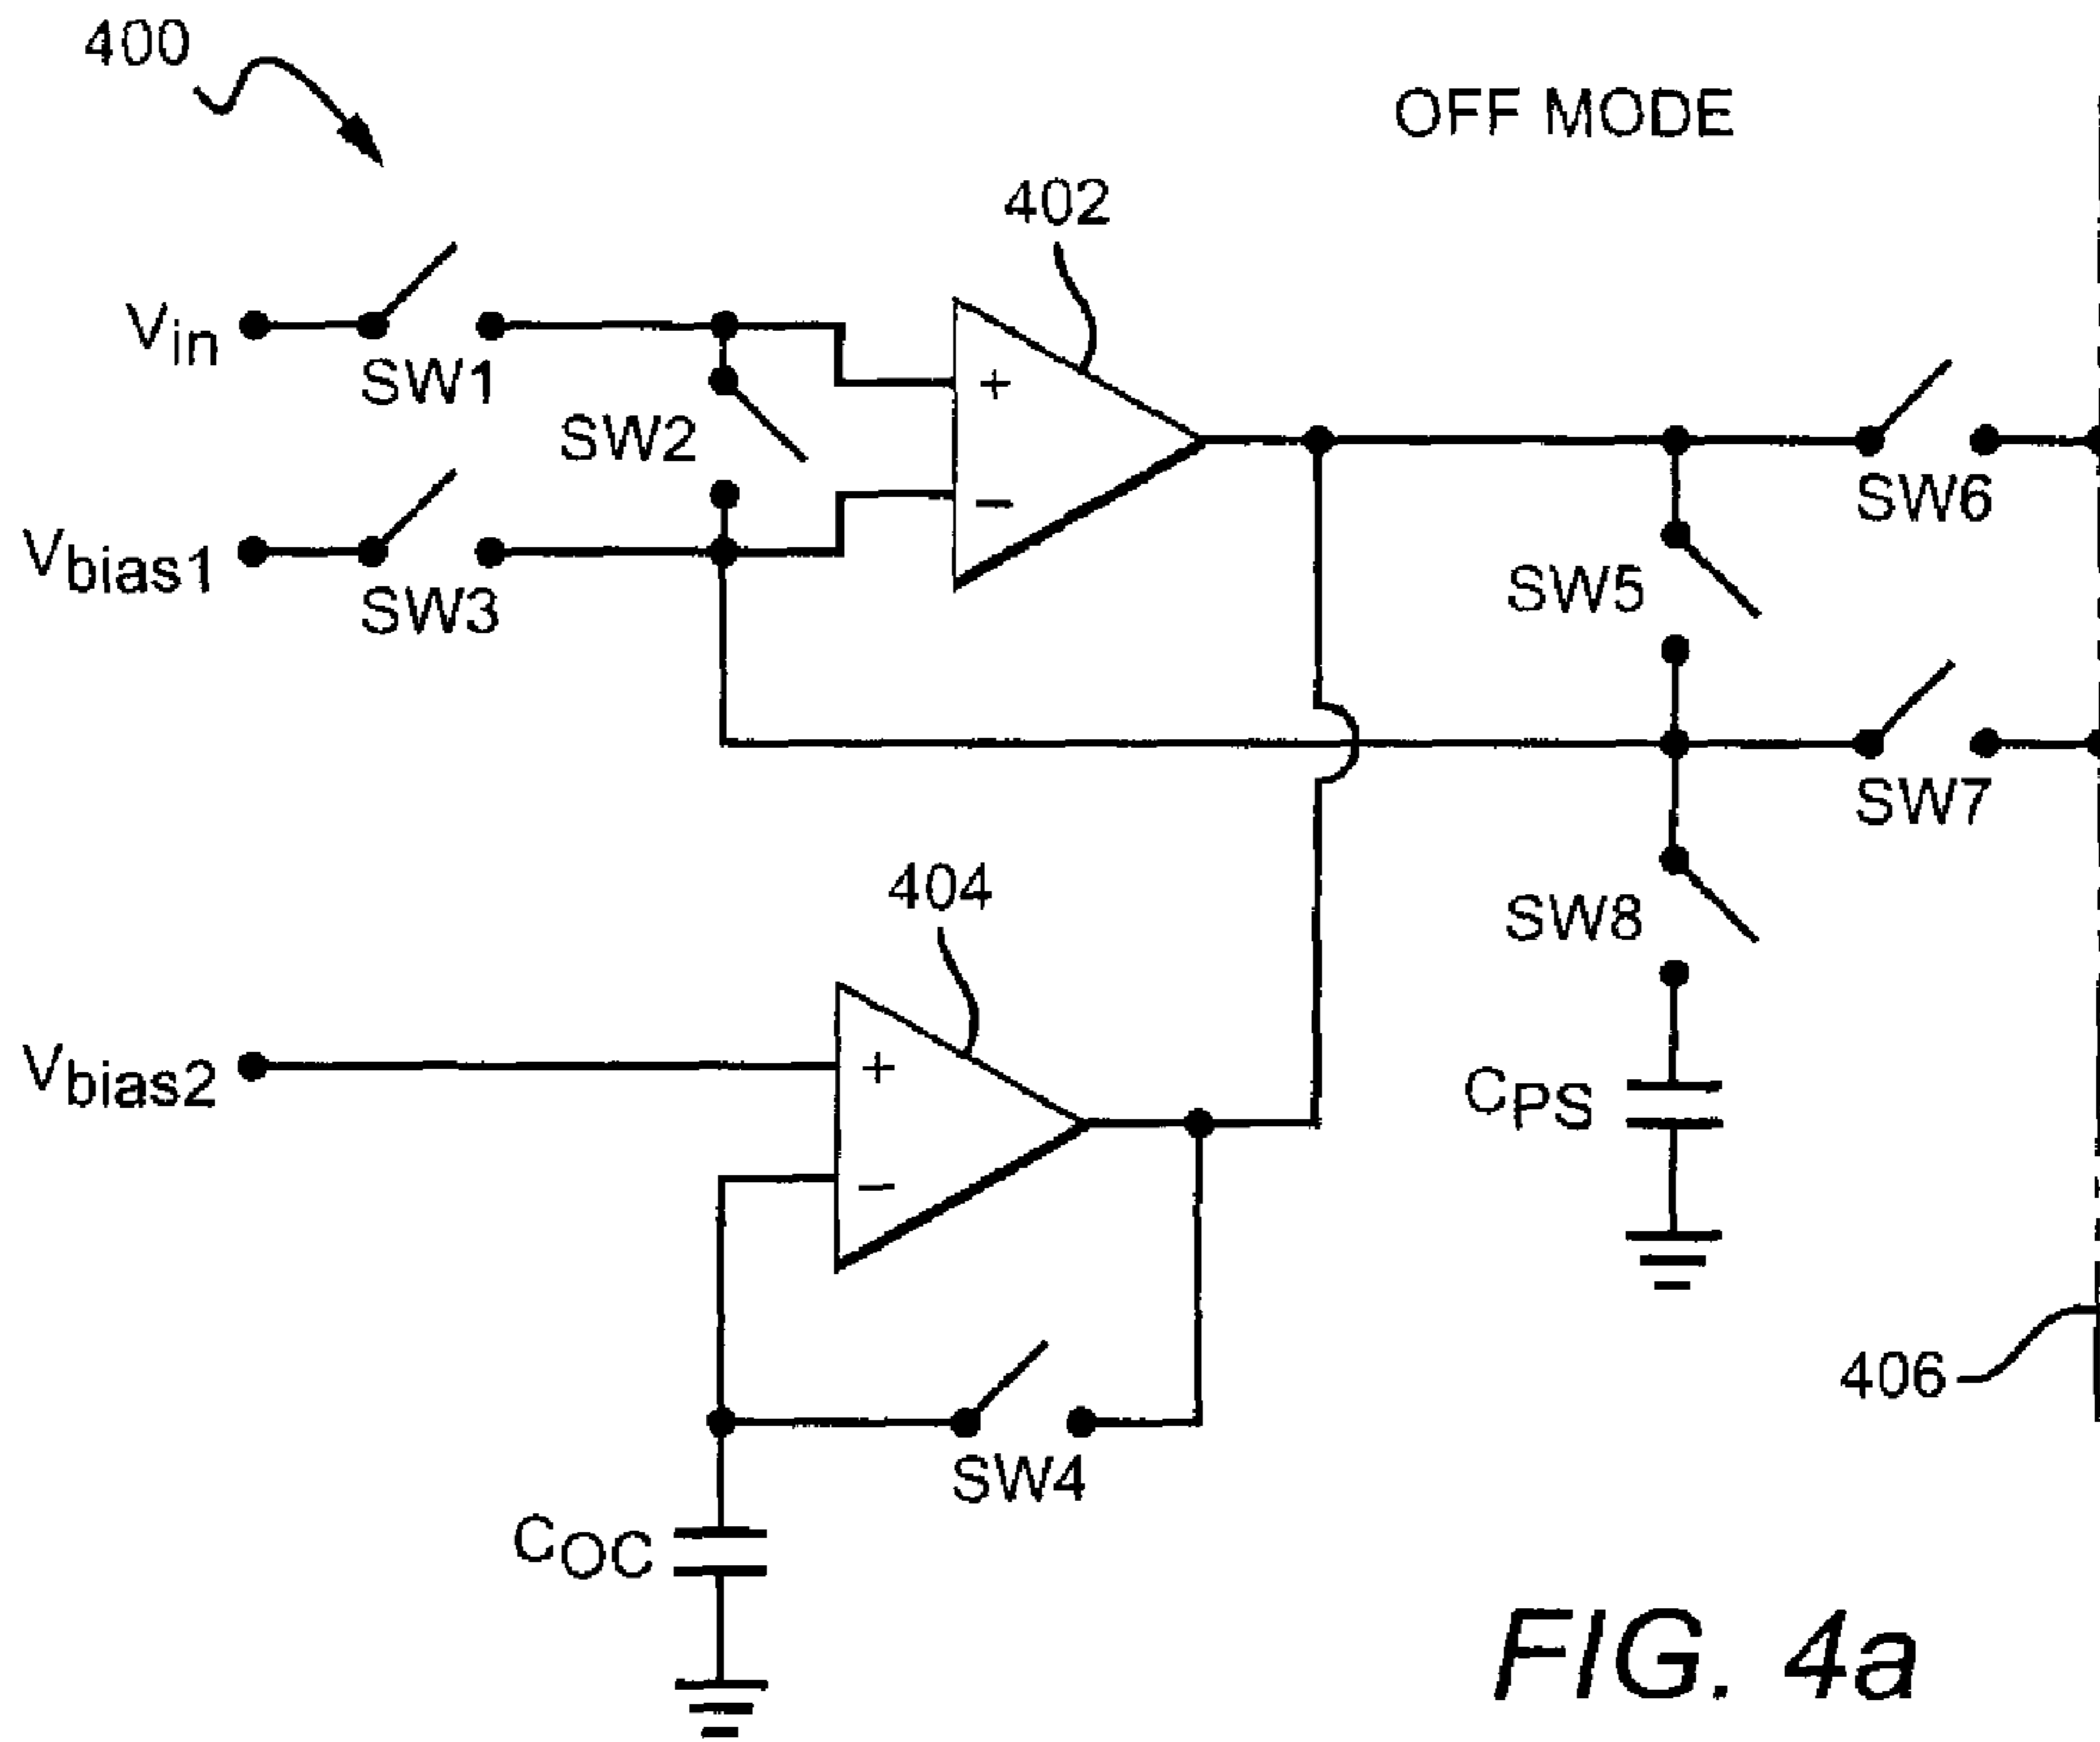 400
OFF MODE
402
Vin
SW1
+
SW2
SW6
−
Vbias1
SW3
SW5
SW7
404
SW8
Vbias2
+
CPS
−
406
SW4
COC
FIG. 4a